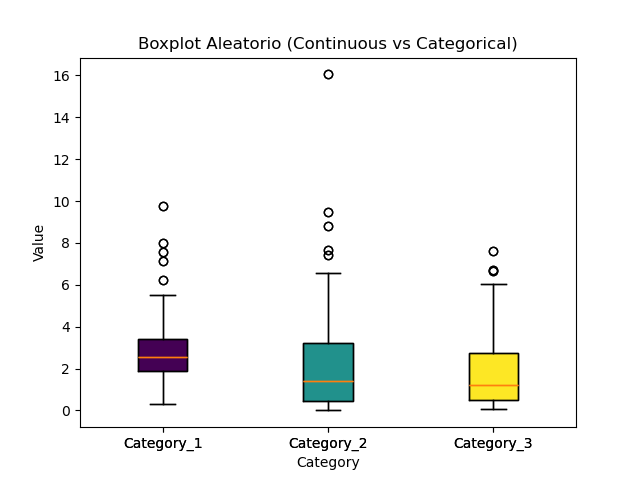 Boxplot Aleatorio (Continuous vs Categorical)
16
14
12
10
8
6
4
2
0
Value
Category_1 Category_2 Category_3
Category